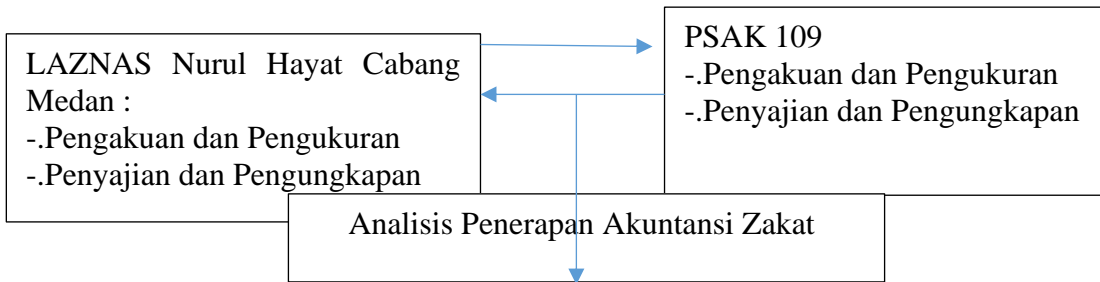 LAZNAS Nurul Hayat Cabang
Medan :
-.Pengakuan dan Pengukuran
-.Penyajian dan Pengungkapan
PSAK 109
-.Pengakuan dan Pengukuran
-.Penyajian dan Pengungkapan
Analisis Penerapan Akuntansi Zakat